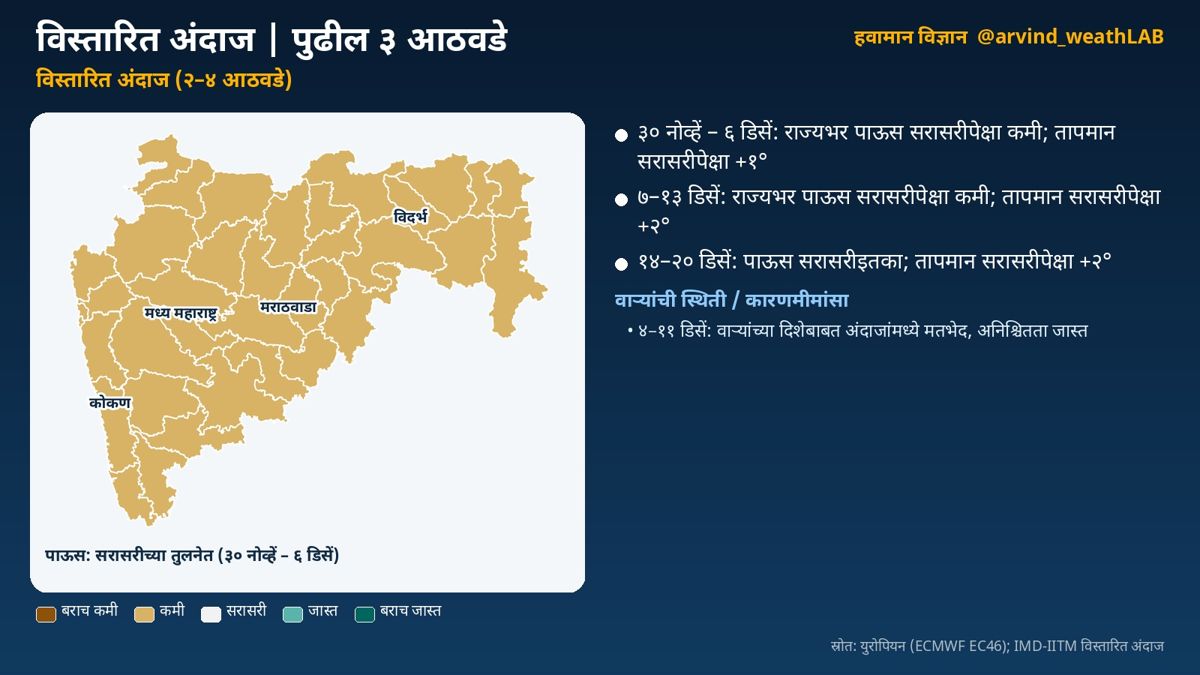 विस्तारित अंदाज | पुढील ३ आठवडे
हवामान विज्ञान @arvind_weathLAB
विस्तारित अंदाज (२–४ आठवडे)
विदर्भ
मध्य महाराष्ट्र
मराठवाडा
कोकण
पाऊस: सरासरीच्या तुलनेत (३० नोव्हें – ६ डिसें)
बराच कमी
कमी
सरासरी
जास्त
बराच जास्त
● ३० नोव्हें – ६ डिसें: राज्यभर पाऊस सरासरीपेक्षा कमी; तापमान
सरासरीपेक्षा +१°
● ७–१३ डिसें: राज्यभर पाऊस सरासरीपेक्षा कमी; तापमान सरासरीपेक्षा
+२°
● १४–२० डिसें: पाऊस सरासरीइतका; तापमान सरासरीपेक्षा +२°
वाऱ्यांची स्थिती / कारणमीमांसा
• ४–११ डिसें: वाऱ्यांच्या दिशेबाबत अंदाजांमध्ये मतभेद, अनिश्चितता जास्त
स्रोत: युरोपियन (ECMWF EC46); IMD-IITM विस्तारित अंदाज